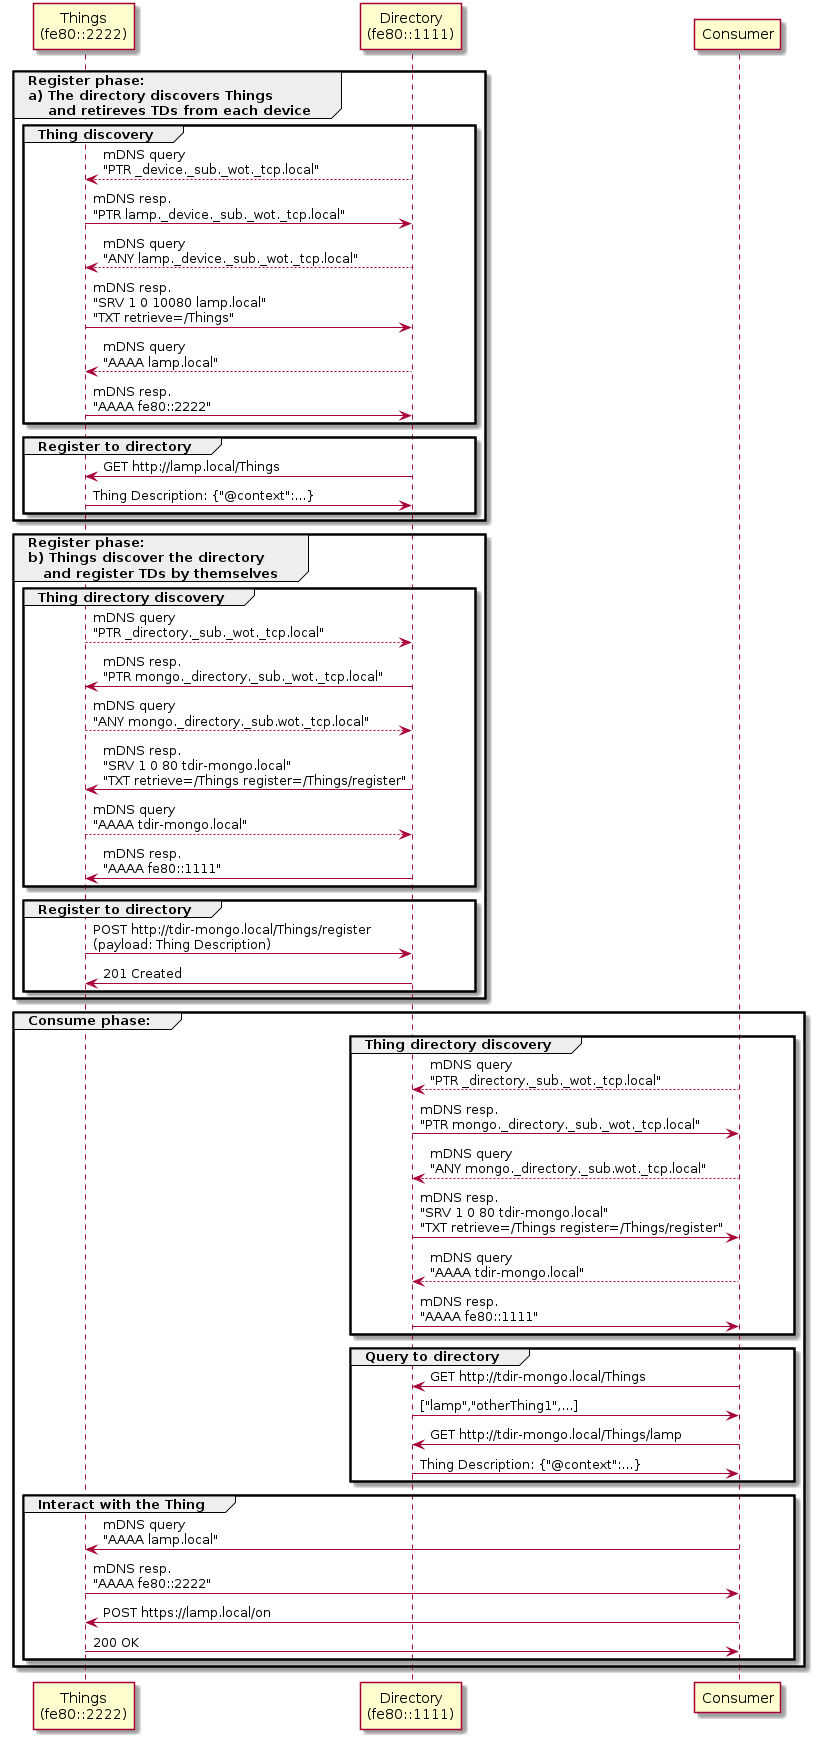 Things
(fe80::2222)
Directory
(fe80::1111)
Consumer
Register phase:
a) The directory discovers Things
and retireves TDs from each device
Thing discovery
mDNS query
"PTR _device._sub._wot._tcp.local"
mDNS resp.
"PTR lamp._device._sub._wot._tcp.local"
mDNS query
"ANY lamp._device._sub._wot._tcp.local"
mDNS resp.
"SRV 1 0 10080 lamp.local"
"TXT retrieve=/Things"
mDNS query
"AAAA lamp.local"
mDNS resp.
"AAAA fe80::2222"
Register to directory
GET http://lamp.local/Things
Thing Description: {"@context":...}
Register phase:
b) Things discover the directory
and register TDs by themselves
Thing directory discovery
mDNS query
"PTR _directory._sub._wot._tcp.local"
mDNS resp.
"PTR mongo._directory._sub._wot._tcp.local"
mDNS query
"ANY mongo._directory._sub.wot._tcp.local"
mDNS resp.
"SRV 1 0 80 tdir-mongo.local"
"TXT retrieve=/Things register=/Things/register"
mDNS query
"AAAA tdir-mongo.local"
mDNS resp.
"AAAA fe80::1111"
Register to directory
POST http://tdir-mongo.local/Things/register
(payload: Thing Description)
201 Created
Consume phase:
Thing directory discovery
mDNS query
"PTR _directory._sub._wot._tcp.local"
mDNS resp.
"PTR mongo._directory._sub._wot._tcp.local"
mDNS query
"ANY mongo._directory._sub.wot._tcp.local"
mDNS resp.
"SRV 1 0 80 tdir-mongo.local"
"TXT retrieve=/Things register=/Things/register"
mDNS query
"AAAA tdir-mongo.local"
mDNS resp.
"AAAA fe80::1111"
Query to directory
GET http://tdir-mongo.local/Things
["lamp","otherThing1",...]
GET http://tdir-mongo.local/Things/lamp
Thing Description: {"@context":...}
Interact with the Thing
mDNS query
"AAAA lamp.local"
mDNS resp.
"AAAA fe80::2222"
POST https://lamp.local/on
200 OK
Things
(fe80::2222)
Directory
(fe80::1111)
Consumer